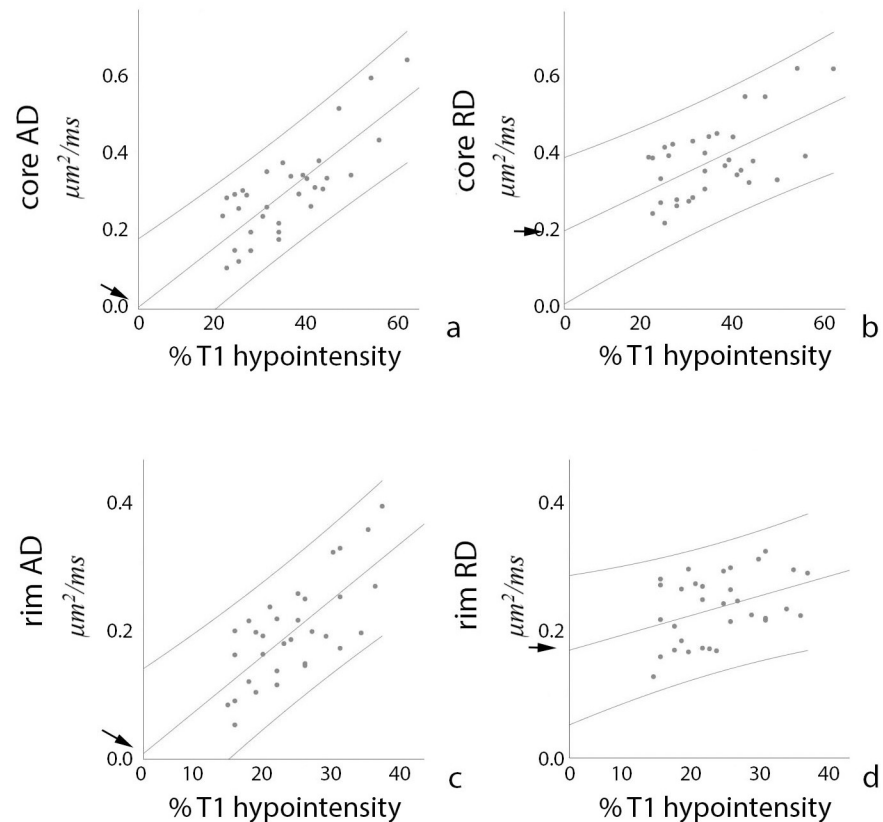 core AD
μm²/ms
0.6
0.4
0.2
0.0
0 20 40 60
% T1 hypointensity
a
core RD
μm²/ms
0.6
0.4
0.2
0.0
0 20 40 60
% T1 hypointensity
b
rim AD
μm²/ms
0.4
0.2
0.0
0 10 20 30 40
% T1 hypointensity
c
rim RD
μm²/ms
0.4
0.2
0.0
0 10 20 30 40
% T1 hypointensity
d